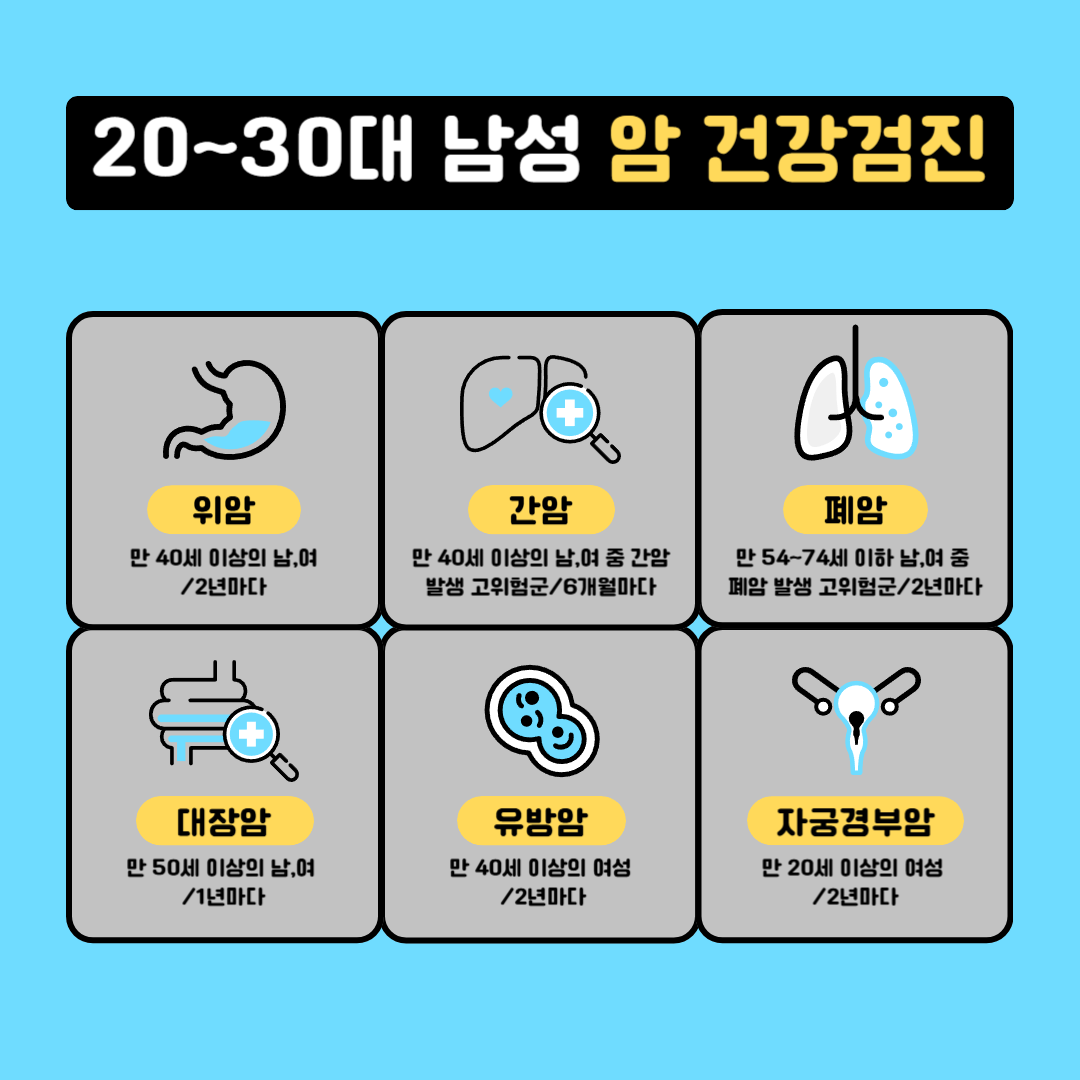 20~30대 남성 암 건강검진
위암
만 40세 이상의 남,여
/2년마다
간암
만 40세 이상의 남,여 중 간암
발생 고위험군/6개월마다
폐암
만 54~74세 이하 남,여 중
폐암 발생 고위험군/2년마다
대장암
만 50세 이상의 남,여
/1년마다
유방암
만 40세 이상의 여성
/2년마다
자궁경부암
만 20세 이상의 여성
/2년마다